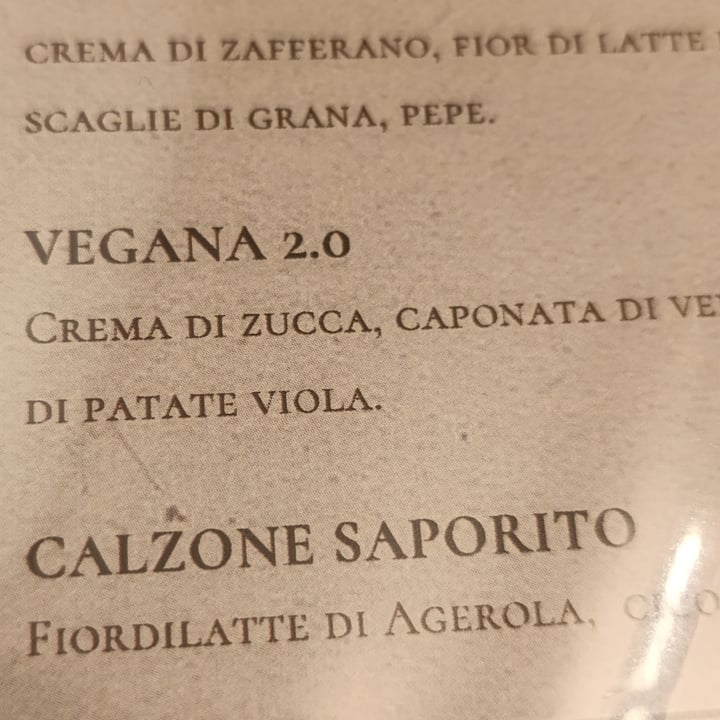 CREMA DI ZAFFERANO, FIOR DI LATTE
SCAGLIE DI GRANA, PEPE.
VEGANA 2.0
CREMA DI ZUCCA, CAPONATA DI
DI PATATE VIOLA.
CALZONE SAPORITO
FIORDILATTE DI AGEROLA,